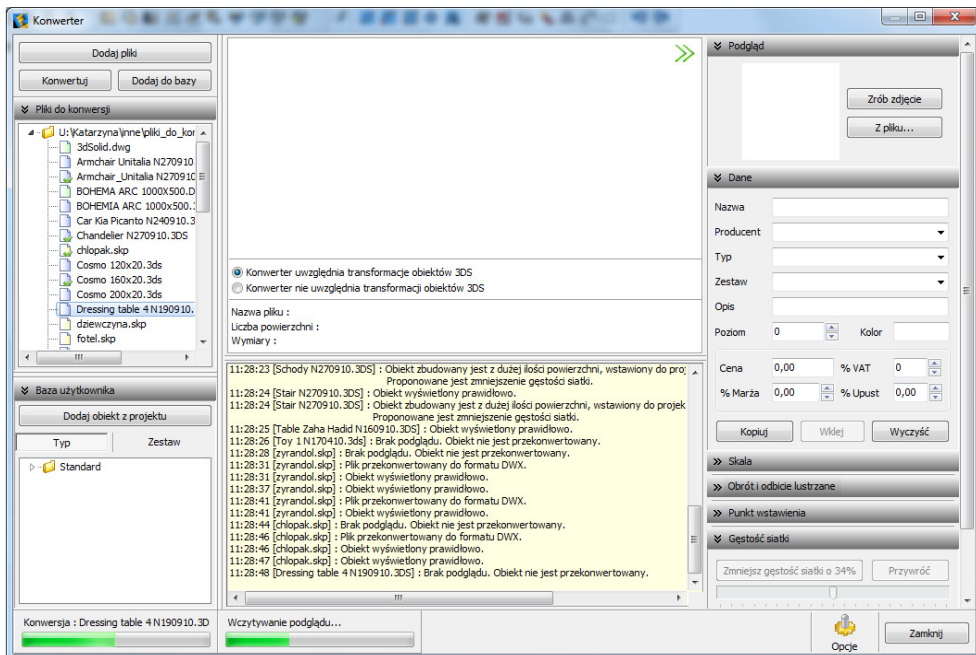 Konwerter
Dodaj pliki
Konwertuj
Dodaj do bazy
Pliki do konwersji
U:\Katarzyna\inne\pliki_do_kor
3dSolid.dwg
Armchair Unitalia N270910
Armchair_Unitalia N27091(
BOHEMA ARC 1000X500.D
BOHEMIA ARC 1000x500.:
Car Kia Picanto N240910.3
Chandelier N270910.3DS
chlopak.skp
Cosmo 120x20.3ds
Cosmo 160x20.3ds
Cosmo 200x20.3ds
Dressing table 4 N190910.
dziewczyna.skp
fotel.skp
Baza użytkownika
Dodaj obiekt z projektu
Typ
Zestaw
Standard
Konwerter uwzględnia transformacje obiektów 3DS
Konwerter nie uwzględnia transformacji obiektów 3DS
Nazwa pliku :
Liczba powierzchni :
Wymiary :
11:28:23 [Schody N270910.3DS] : Obiekt zbudowany jest z dużej ilości powierzchni, wstawiony do proj
Proponowane jest zmniejszenie gęstości siatki.
11:28:24 [Stair N270910.3DS] : Obiekt wyświetlony prawidłowo.
11:28:24 [Stair N270910.3DS] : Obiekt zbudowany jest z dużej ilości powierzchni, wstawiony do projek
Proponowane jest zmniejszenie gęstości siatki.
11:28:25 [Table Zaha Hadid N160910.3DS] : Obiekt wyświetlony prawidłowo.
11:28:26 [Toy 1 N170410.3ds] : Brak podglądu. Obiekt nie jest przekonwertowany.
11:28:28 [zyrandol.skp] : Brak podglądu. Obiekt nie jest przekonwertowany.
11:28:31 [zyrandol.skp] : Plik przekonwertowany do formatu DWX.
11:28:31 [zyrandol.skp] : Obiekt wyświetlony prawidłowo.
11:28:37 [zyrandol.skp] : Obiekt wyświetlony prawidłowo.
11:28:41 [zyrandol.skp] : Plik przekonwertowany do formatu DWX.
11:28:41 [zyrandol.skp] : Obiekt wyświetlony prawidłowo.
11:28:44 [chlopak.skp] : Brak podglądu. Obiekt nie jest przekonwertowany.
11:28:46 [chlopak.skp] : Plik przekonwertowany do formatu DWX.
11:28:46 [chlopak.skp] : Obiekt wyświetlony prawidłowo.
11:28:47 [chlopak.skp] : Obiekt wyświetlony prawidłowo.
11:28:48 [Dressing table 4 N190910.3DS] : Brak podglądu. Obiekt nie jest przekonwertowany.
Podgląd
Zrób zdjęcie
Z pliku...
Dane
Nazwa
Producent
Typ
Zestaw
Opis
Poziom 0 Kolor
Cena 0,00 % VAT 0
% Marża 0,00 % Upust 0,00
Kopiuj
Wklej
Wyczyść
Skala
Obrót i odbicie lustrzane
Punkt wstawienia
Gęstość siatki
Zmniejsz gęstość siatki o 34%
Przywróć
Konwersja : Dressing table 4 N190910.3D
Wczytywanie podglądu...
Opcje
Zamknij